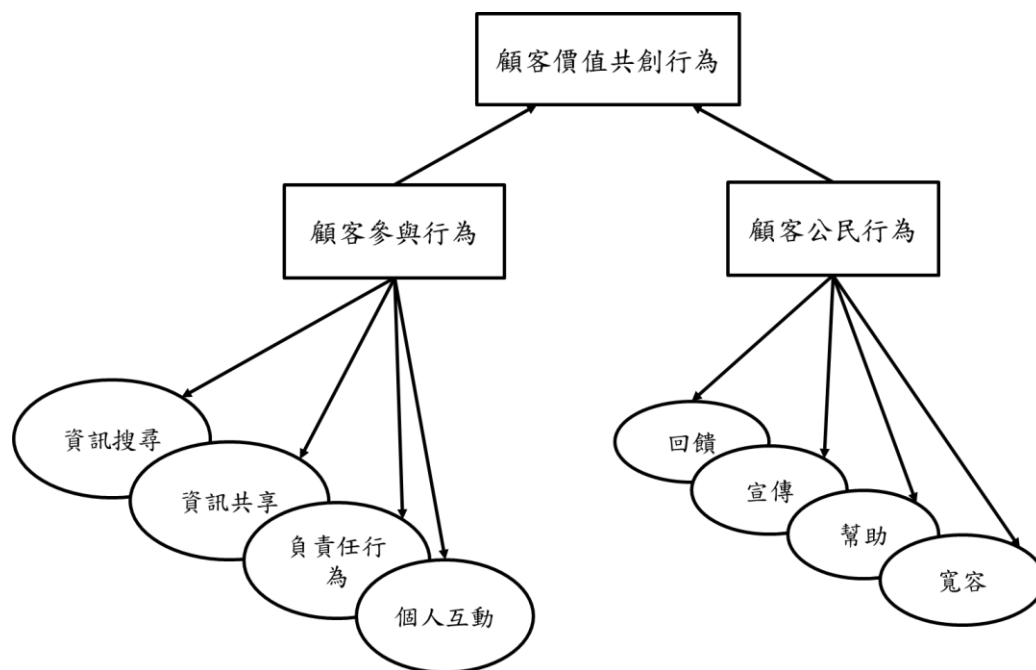 顧客價值共創行為
顧客參與行為
顧客公民行為
資訊搜尋
資訊共享
負責任行
為
個人互動
回饋
宣傳
幫助
寬容